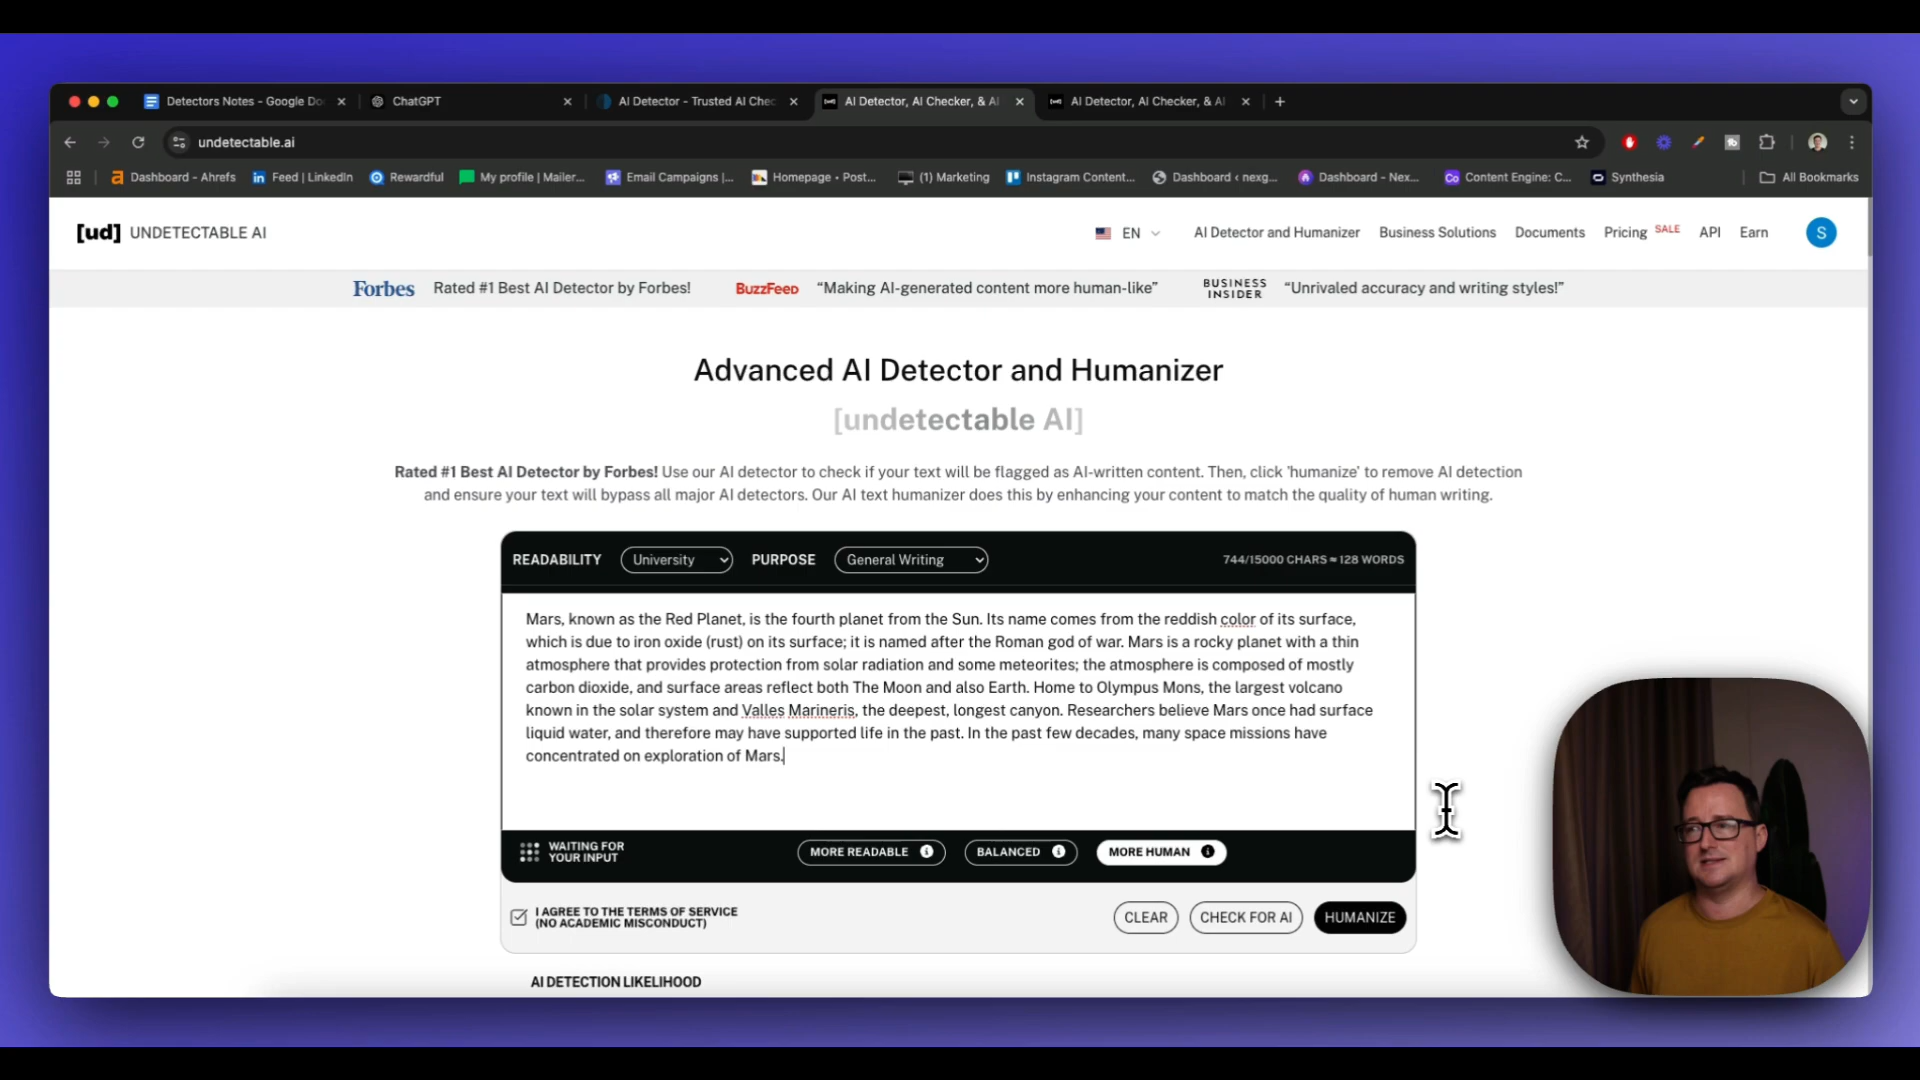 Detectors Notes - Google Do
ChatGPT
AI Detector - Trusted AI Chec
AI Detector, AI Checker, & AI
AI Detector, AI Checker, & AI
undetectable.ai
Dashboard - Ahrefs
Feed | LinkedIn
Rewardful
My profile | Mailer...
Email Campaigns |...
Homepage • Post...
(1) Marketing
Instagram Content...
Dashboard ‹ nexg...
Dashboard - Nex...
Content Engine: C...
Synthesia
All Bookmarks
[ud] UNDETECTABLE AI
EN
AI Detector and Humanizer
Business Solutions
Documents
Pricing SALE
API
Earn
S
Forbes Rated #1 Best AI Detector by Forbes!
BuzzFeed “Making AI-generated content more human-like”
BUSINESS
INSIDER
“Unrivaled accuracy and writing styles!”
Advanced AI Detector and Humanizer
[undetectable AI]
Rated #1 Best AI Detector by Forbes! Use our AI detector to check if your text will be flagged as AI-written content. Then, click 'humanize' to remove AI detection
and ensure your text will bypass all major AI detectors. Our AI text humanizer does this by enhancing your content to match the quality of human writing.
READABILITY University PURPOSE General Writing 744/15000 CHARS ≈ 128 WORDS
Mars, known as the Red Planet, is the fourth planet from the Sun. Its name comes from the reddish color of its surface,
which is due to iron oxide (rust) on its surface; it is named after the Roman god of war. Mars is a rocky planet with a thin
atmosphere that provides protection from solar radiation and some meteorites; the atmosphere is composed of mostly
carbon dioxide, and surface areas reflect both The Moon and also Earth. Home to Olympus Mons, the largest volcano
known in the solar system and Valles Marineris, the deepest, longest canyon. Researchers believe Mars once had surface
liquid water, and therefore may have supported life in the past. In the past few decades, many space missions have
concentrated on exploration of Mars.
WAITING FOR
YOUR INPUT
MORE READABLE
BALANCED
MORE HUMAN
I AGREE TO THE TERMS OF SERVICE
(NO ACADEMIC MISCONDUCT)
CLEAR
CHECK FOR AI
HUMANIZE
AI DETECTION LIKELIHOOD